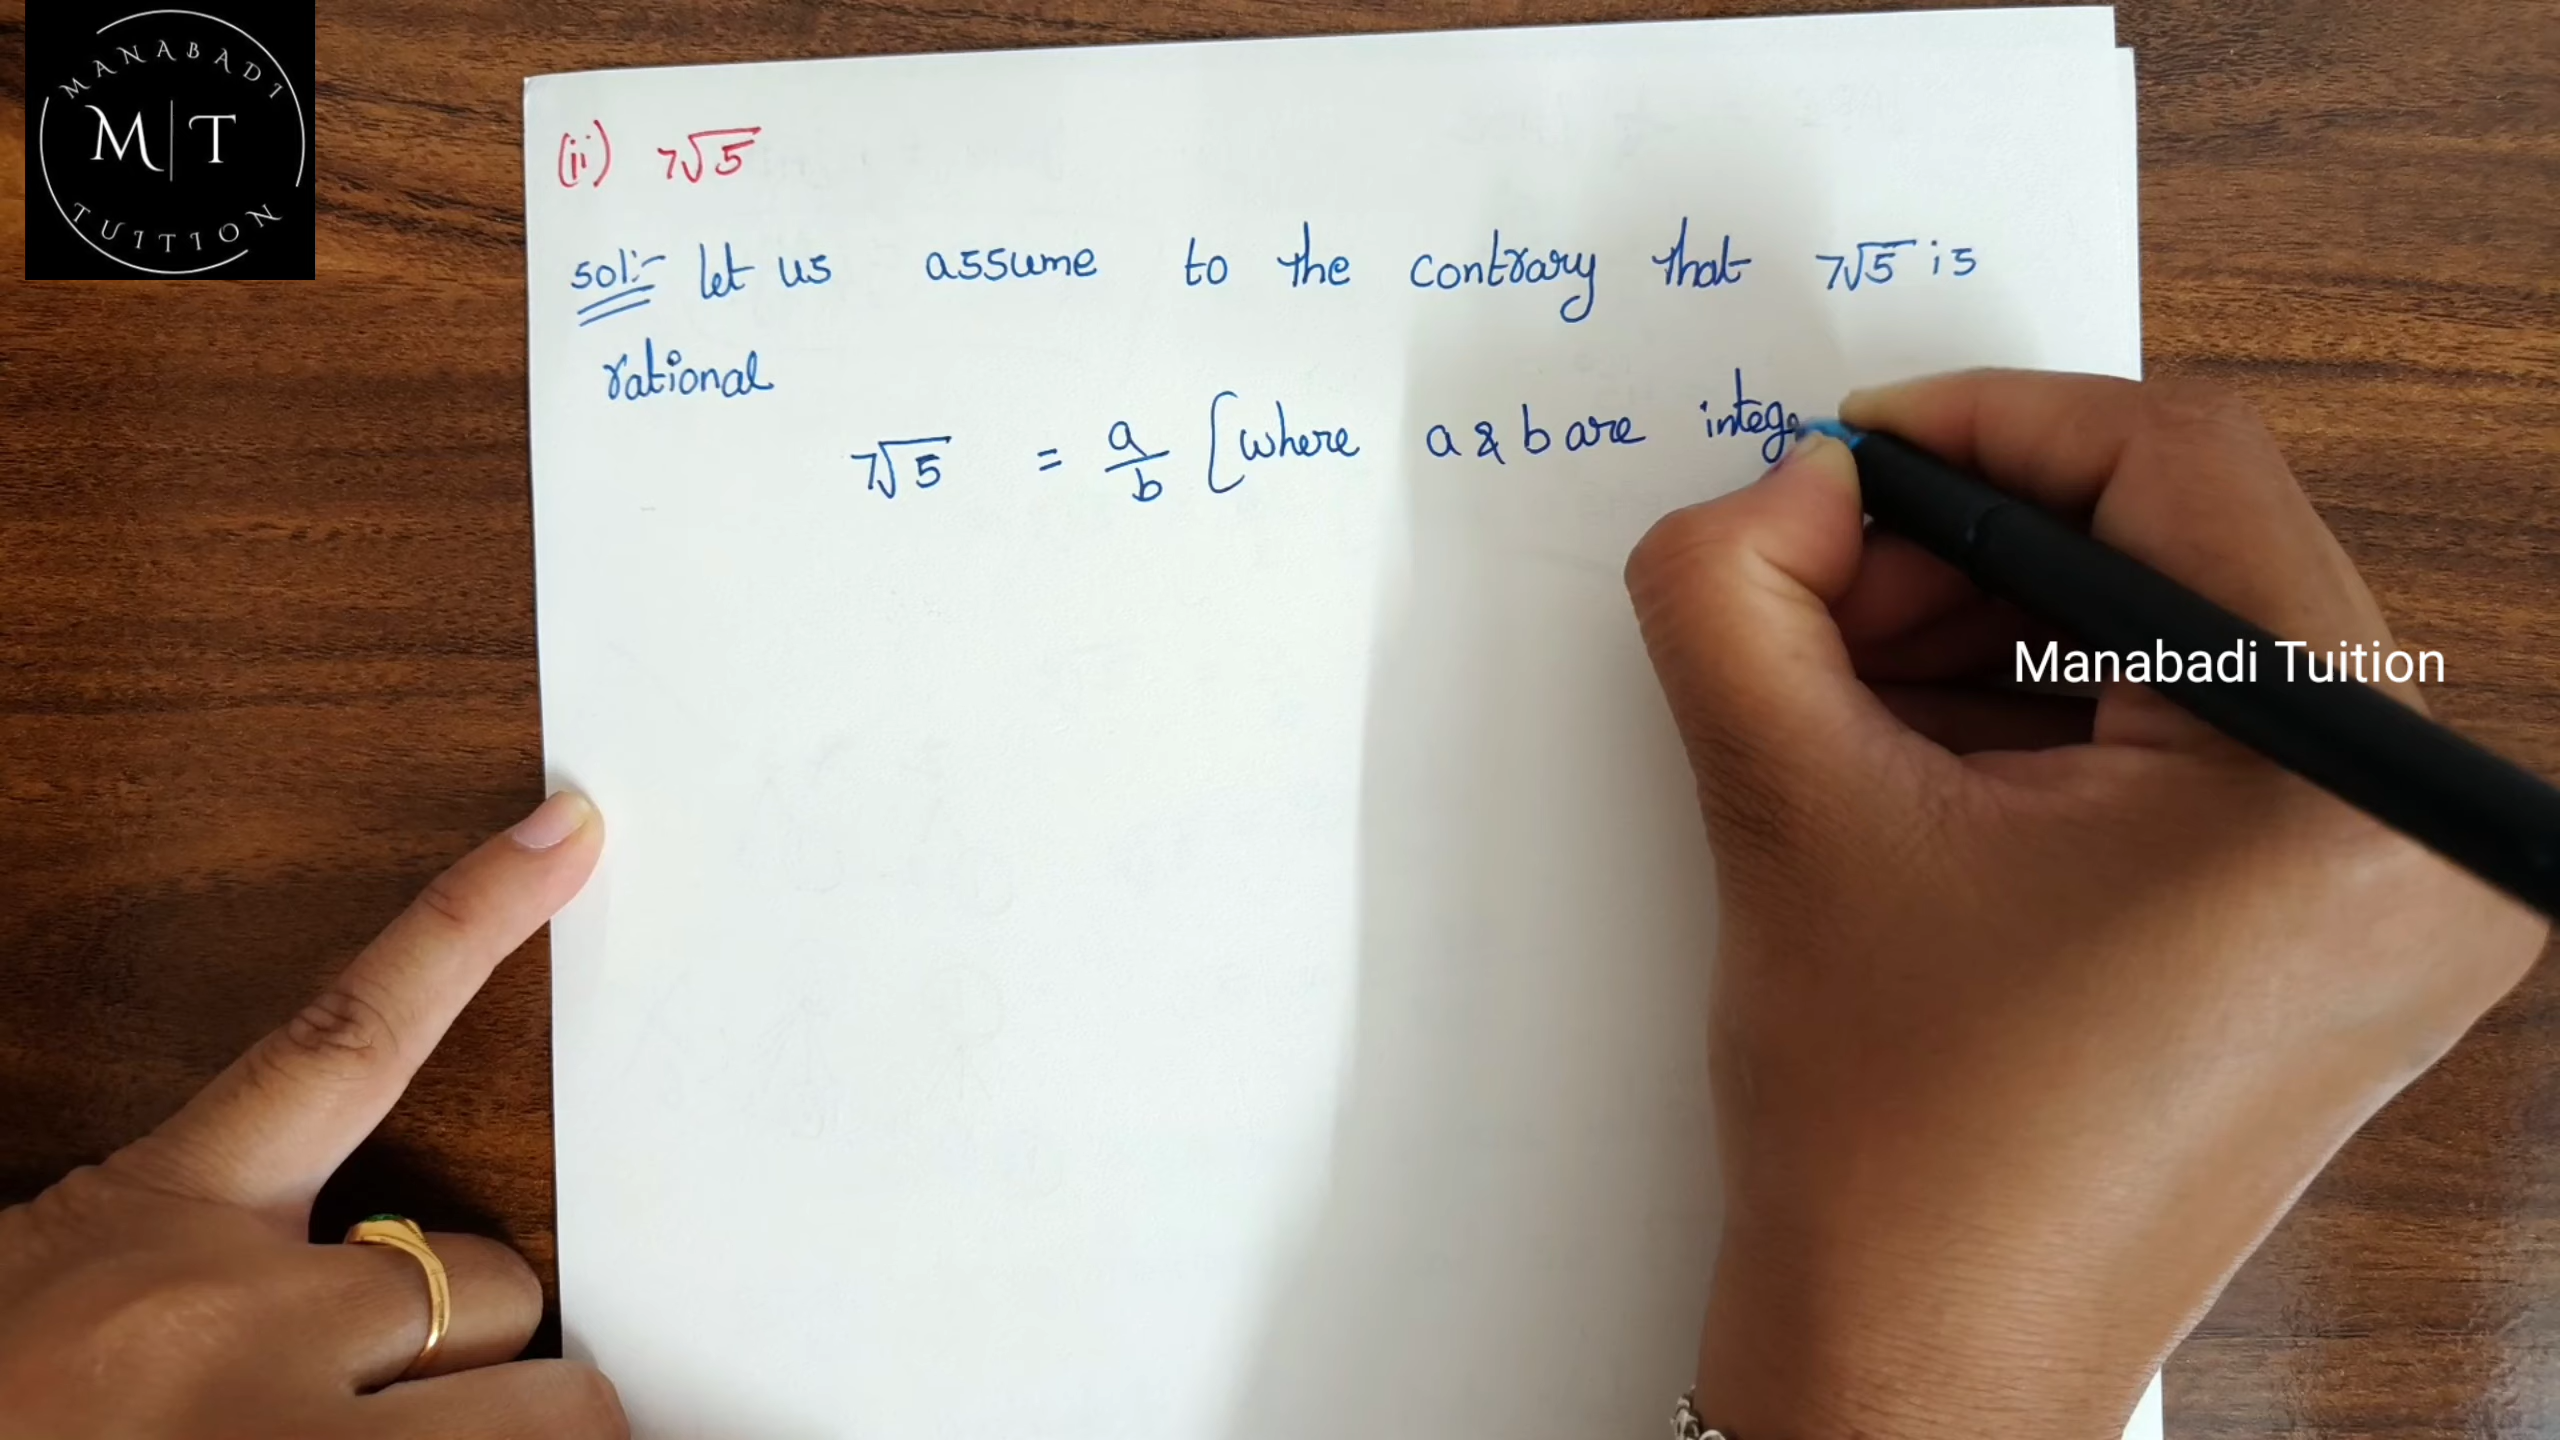 MANABADI
M|T
TUITION
(ii) 7√5
Sol:- let us assume to the contrary that 7√5 is
rational
7√5 = a/b [where a & b are integ
Manabadi Tuition